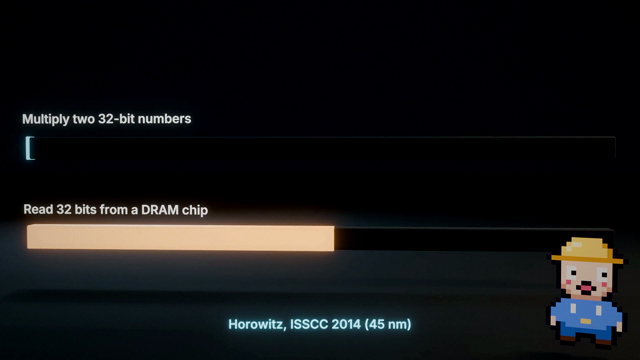 Multiply two 32-bit numbers
Read 32 bits from a DRAM chip
Horowitz, ISSCC 2014 (45 nm)